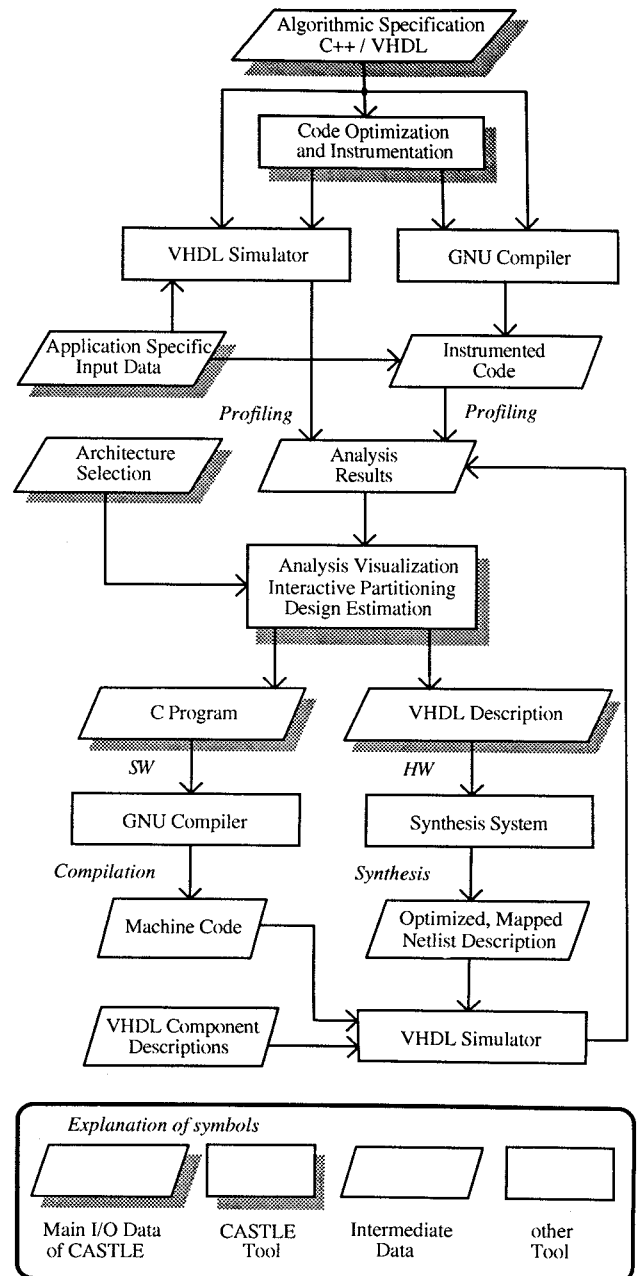 Algorithmic Specification
C++ / VHDL
Code Optimization
and Instrumentation
VHDL Simulator
GNU Compiler
Application Specific
Input Data
Instrumented
Code
Profiling
Profiling
Architecture
Selection
Analysis
Results
Analysis Visualization
Interactive Partitioning
Design Estimation
C Program
VHDL Description
SW
HW
GNU Compiler
Synthesis System
Compilation
Synthesis
Machine Code
Optimized, Mapped
Netlist Description
VHDL Component
Descriptions
VHDL Simulator
Explanation of symbols
Main I/O Data
of CASTLE
CASTLE
Tool
Intermediate
Data
other
Tool